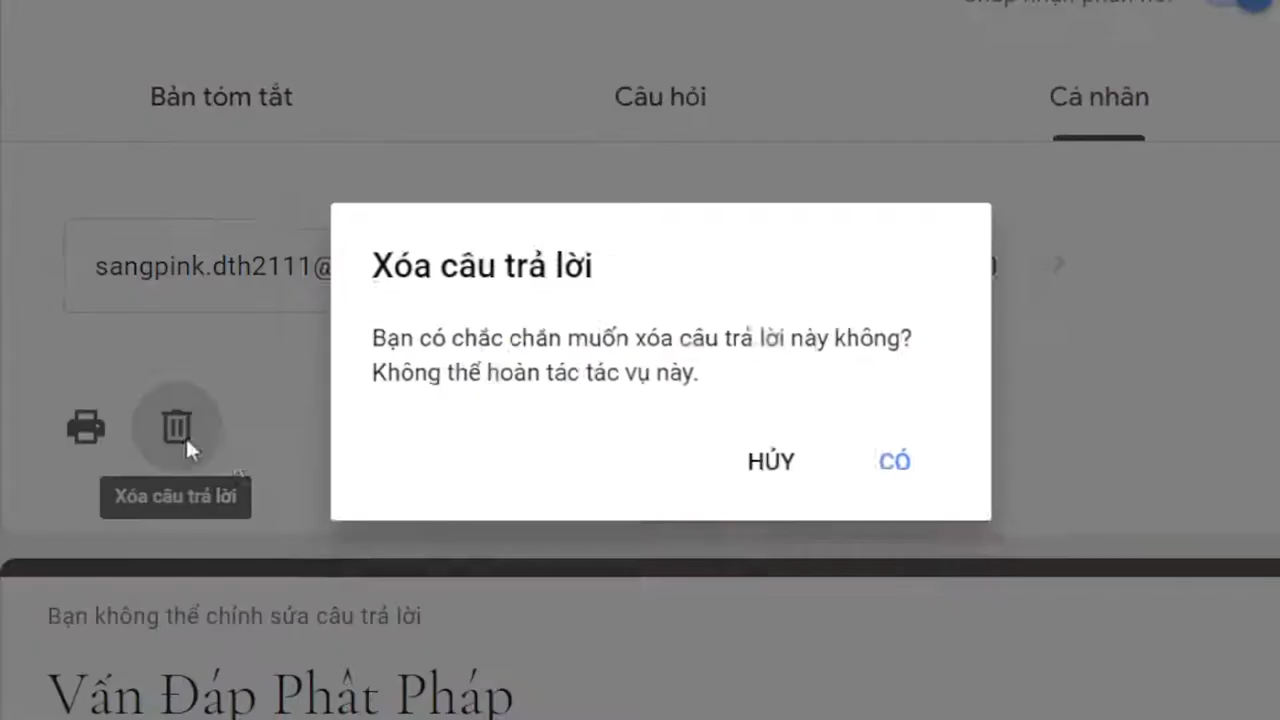 Bản tóm tắt
Câu hỏi
Cá nhân
sangpink.dth2111@
Xóa câu trả lời
Bạn có chắc chắn muốn xóa câu trả lời này không?
Không thể hoàn tác tác vụ này.
HỦY
CÓ
Xóa câu trả lời
Bạn không thể chỉnh sửa câu trả lời
Vấn Đáp Phật Pháp